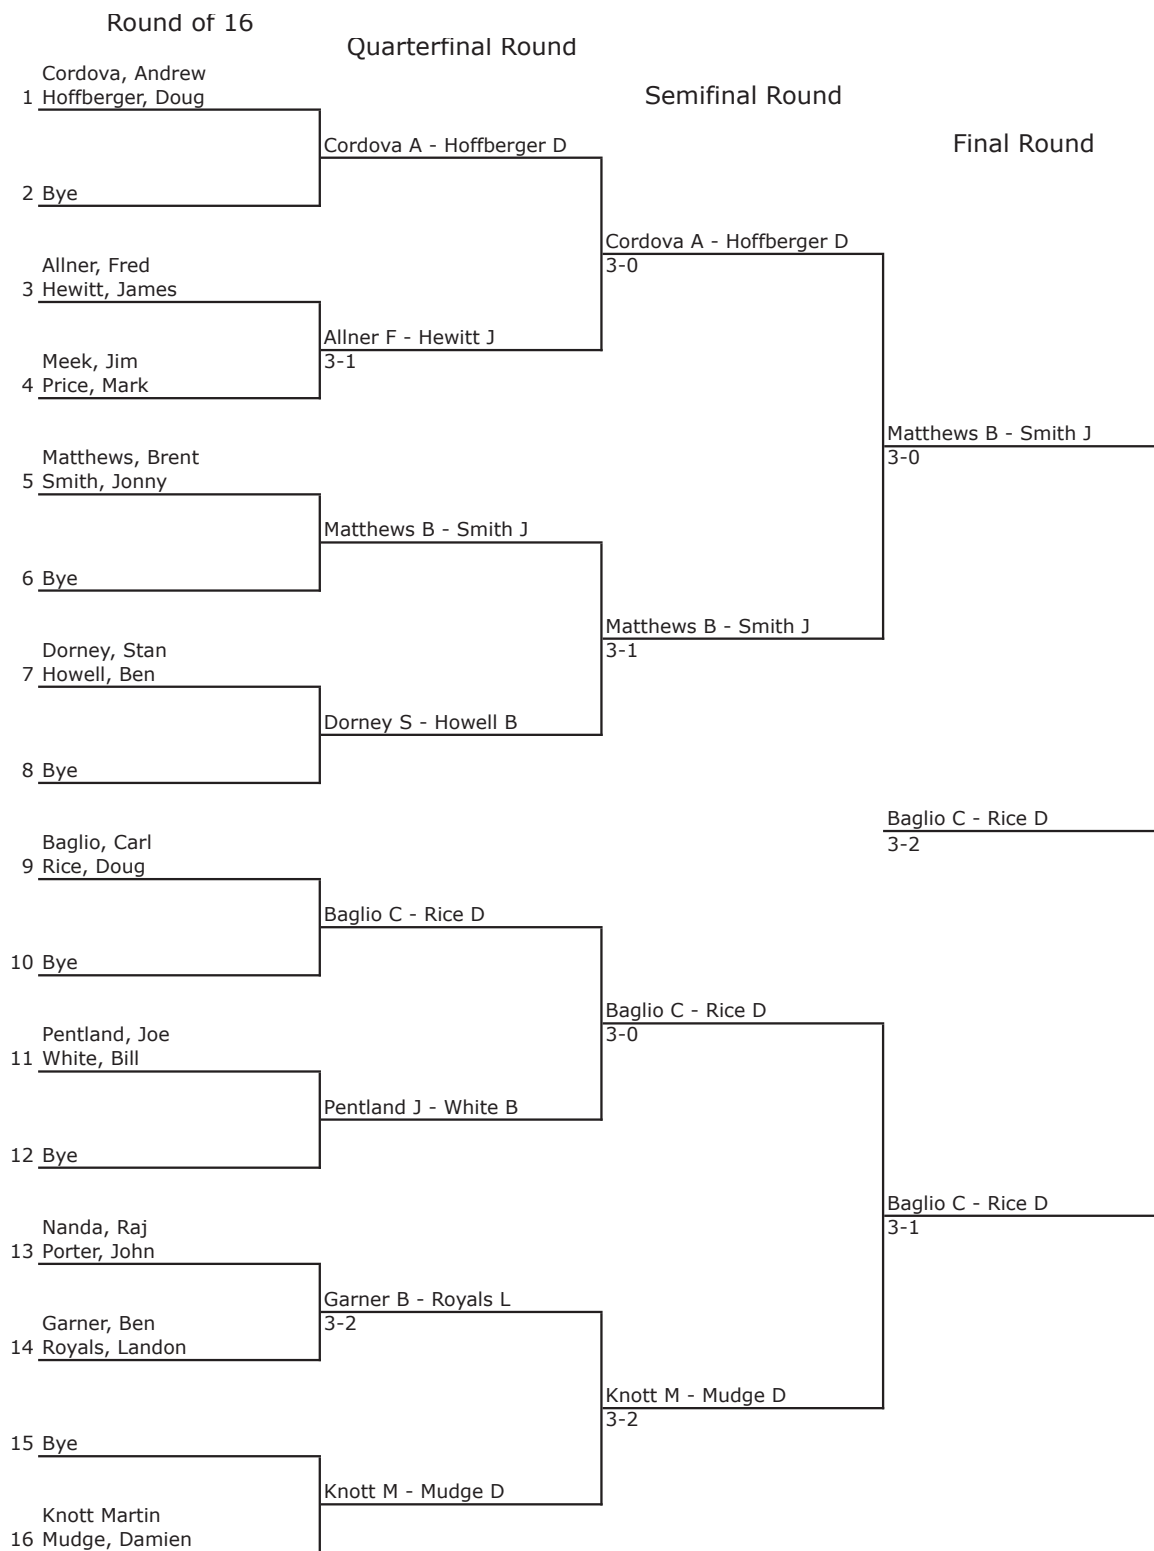 Round of 16
Quarterfinal Round
Semifinal Round
Final Round
Cordova, Andrew
1 Hoffberger, Doug
Cordova A - Hoffberger D
2 Bye
Cordova A - Hoffberger D
3-0
Allner, Fred
3 Hewitt, James
Allner F - Hewitt J
3-1
Meek, Jim
4 Price, Mark
Matthews B - Smith J
3-0
Matthews, Brent
5 Smith, Jonny
Matthews B - Smith J
6 Bye
Matthews B - Smith J
3-1
Dorney, Stan
7 Howell, Ben
Dorney S - Howell B
8 Bye
Baglio C - Rice D
3-2
Baglio, Carl
9 Rice, Doug
Baglio C - Rice D
10 Bye
Baglio C - Rice D
3-0
Pentland, Joe
11 White, Bill
Pentland J - White B
12 Bye
Baglio C - Rice D
3-1
Nanda, Raj
13 Porter, John
Garner B - Royals L
3-2
Garner, Ben
14 Royals, Landon
Knott M - Mudge D
3-2
15 Bye
Knott M - Mudge D
Knott Martin
16 Mudge, Damien